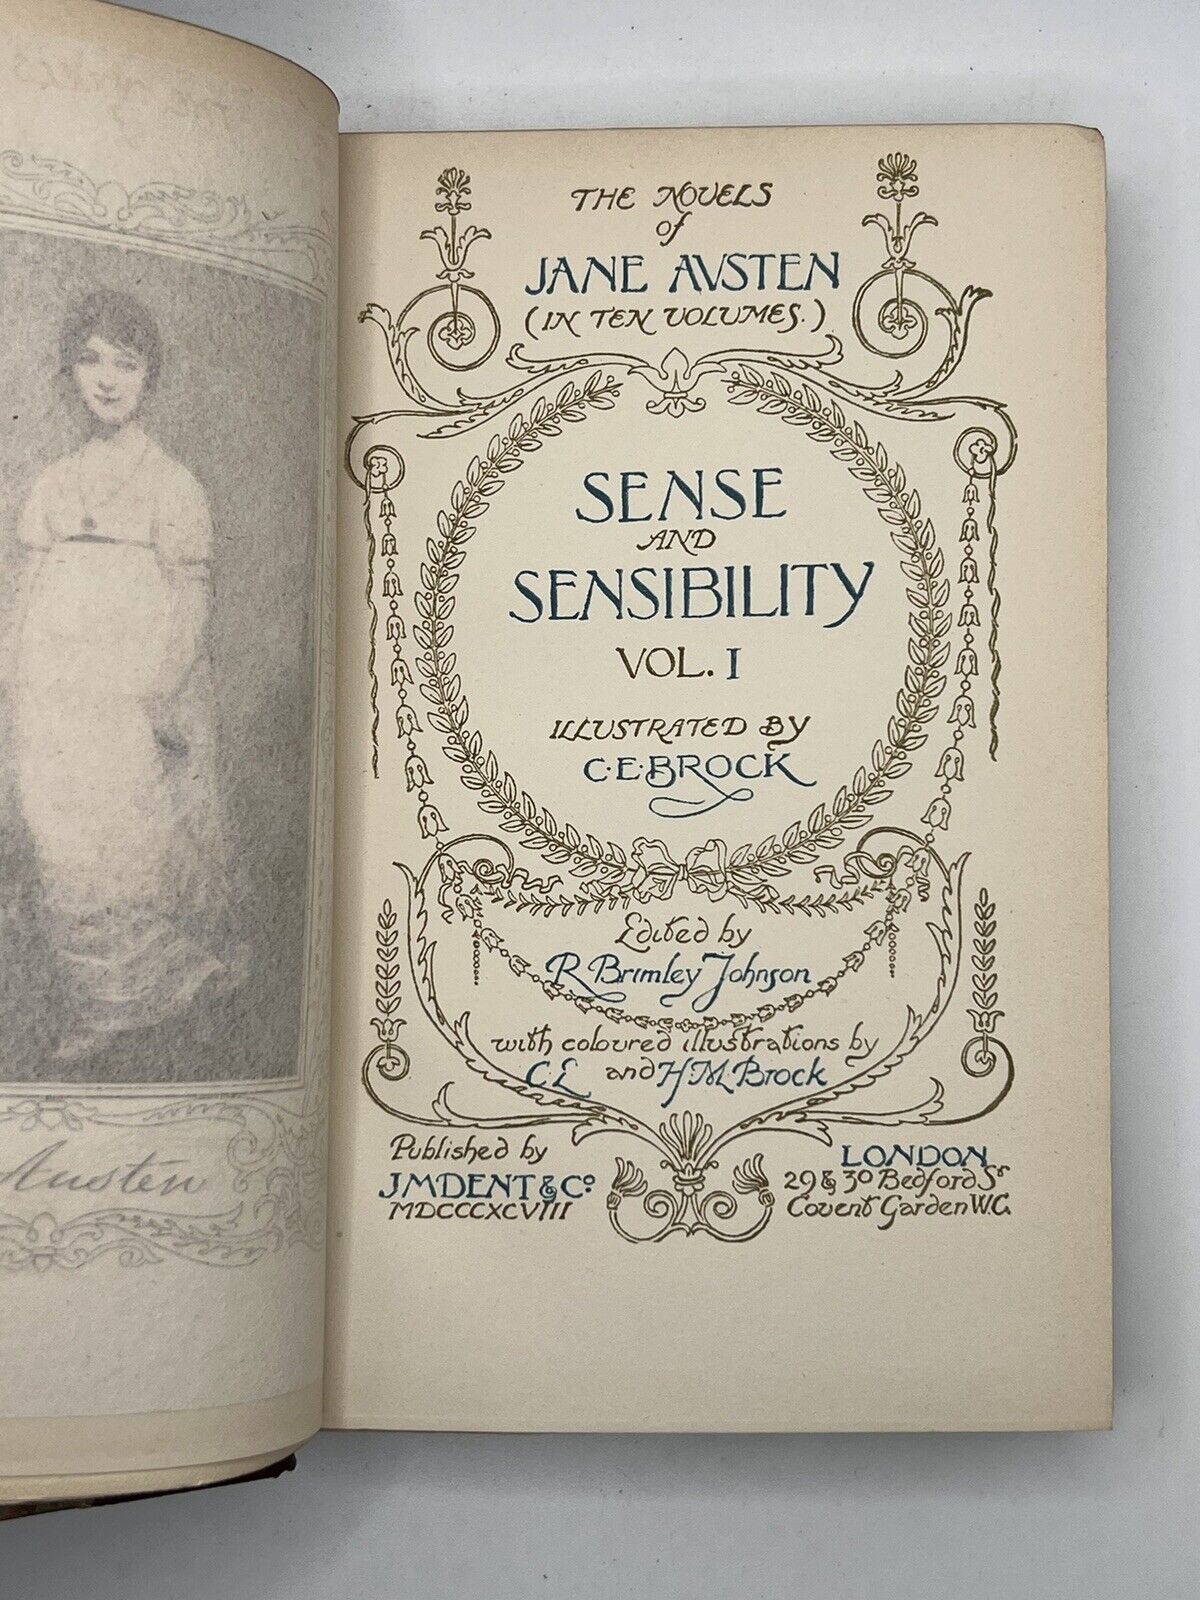 THE NOVELS
of
JANE AVSTEN
(IN TEN VOLUMES.)
SENSE
AND
SENSIBILITY
VOL. I
ILLUSTRATED BY
C·E·BROCK
Edited by
R Brimley Johnson
with coloured illustrations by
C·E and H·M·Brock
Published by
J M DENT & Co
MDCCCXCVIII
LONDON
29 & 30 Bedford St
Covent Garden W.C.
Austen